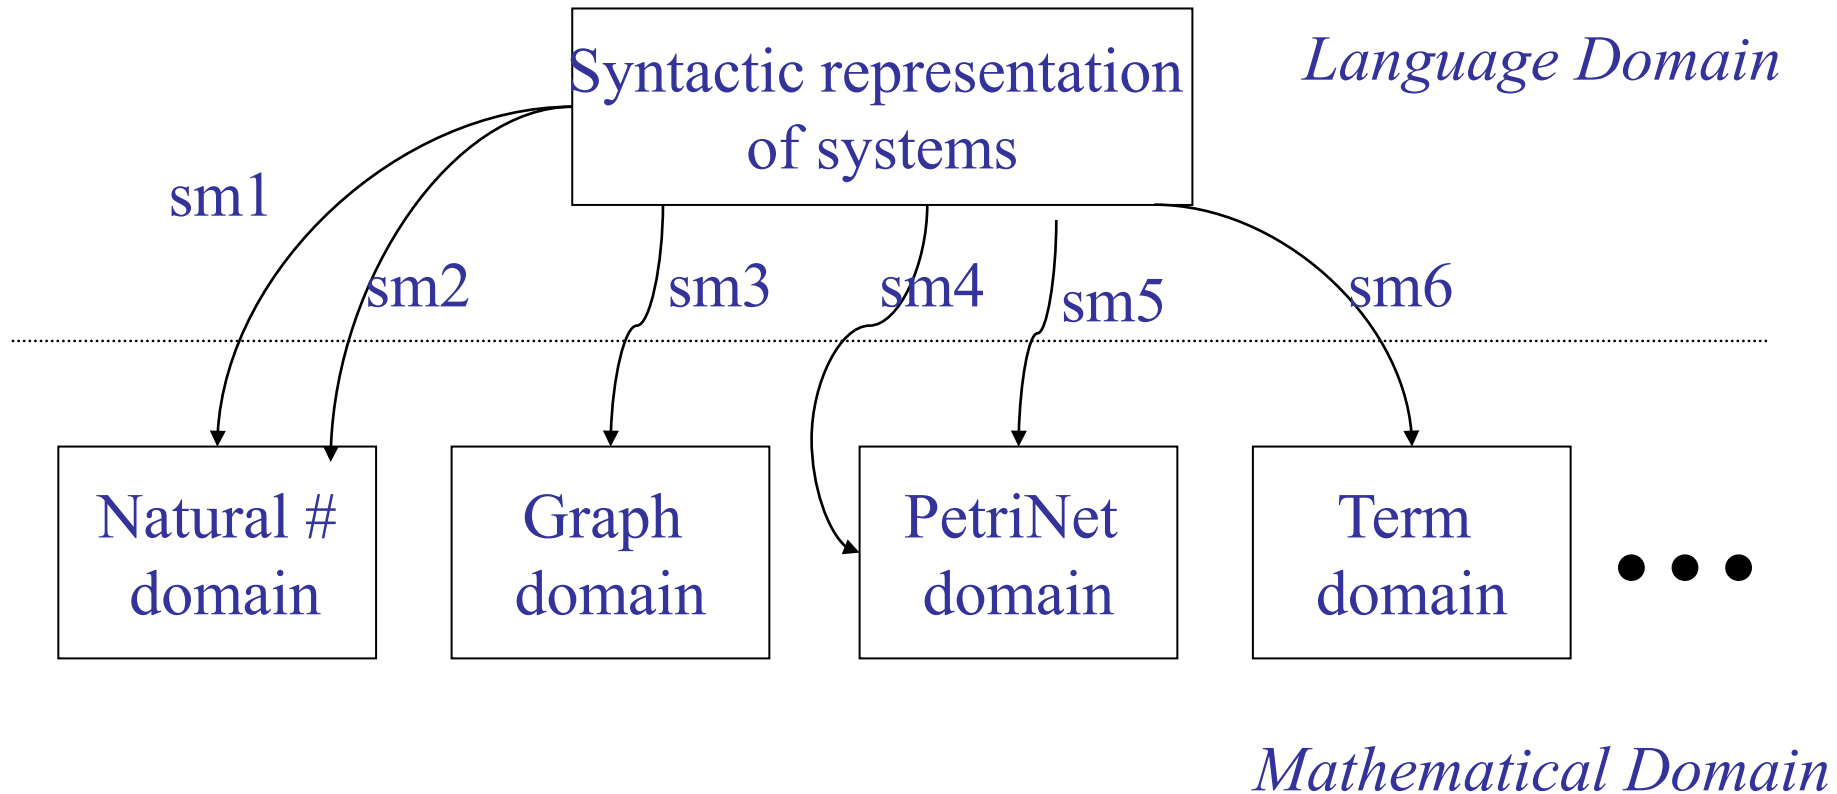 Syntactic representation
of systems
Language Domain
sm1
sm2
sm3
sm4
sm5
sm6
Natural #
domain
Graph
domain
PetriNet
domain
Term
domain
Mathematical Domain